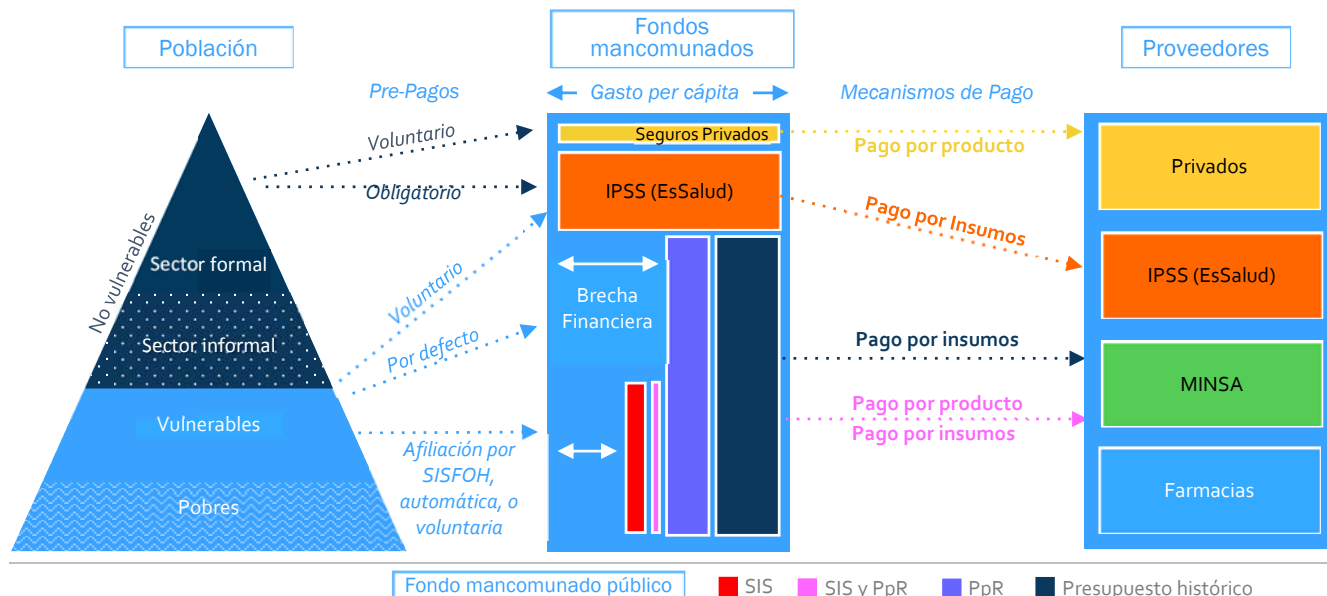 Población
Fondos
mancomunados
Proveedores
Pre-Pagos
Gasto per cápita
Mecanismos de Pago
Voluntario
Obligatorio
Seguros Privados
Pago por producto
Privados
IPSS (EsSalud)
Pago por Insumos
IPSS (EsSalud)
No vulnerables
Sector formal
Sector informal
Voluntario
Por defecto
Brecha
Financiera
Pago por insumos
MINSA
Pago por producto
Pago por insumos
Vulnerables
Afiliación por
SISFOH,
automática, o
voluntaria
Pobres
Farmacias
Fondo mancomunado público
SIS
SIS y PpR
PpR
Presupuesto histórico